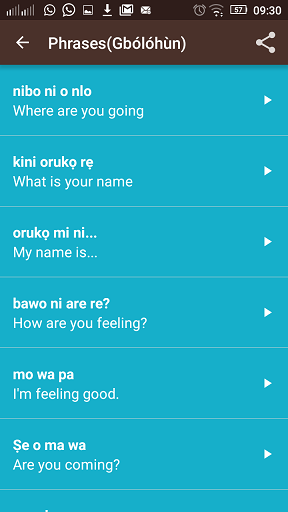 57 09:30
Phrases(Gbólóhùn)
nibo ni o nlo
Where are you going
kini orukọ rẹ
What is your name
orukọ mi ni...
My name is...
bawo ni are re?
How are you feeling?
mo wa pa
I'm feeling good.
Ṣe o ma wa
Are you coming?